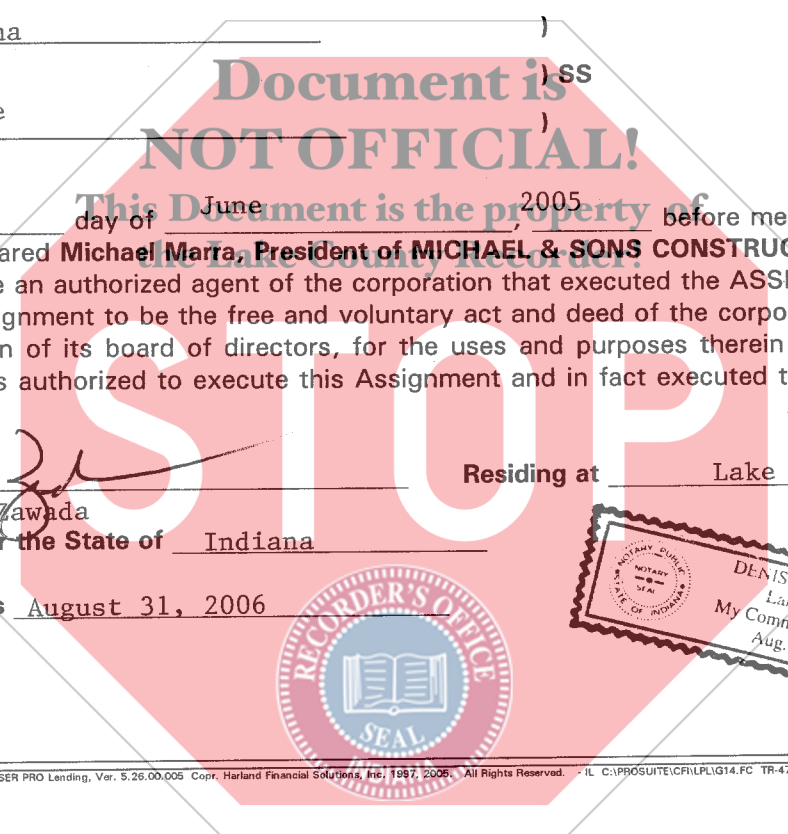 na )
) SS
e )
Document is
NOT OFFICIAL!
This Document is the property of
the Lake County Recorder!
day of June , 2005 before me
ared Michael Marra, President of MICHAEL & SONS CONSTRUC
e an authorized agent of the corporation that executed the ASSI
gnment to be the free and voluntary act and deed of the corpo
n of its board of directors, for the uses and purposes therein
s authorized to execute this Assignment and in fact executed t
STOP
Residing at Lake
Zawada
r the State of Indiana
s August 31, 2006
NOTARY PUBLIC
NOTARY
SEAL
STATE OF INDIANA
DENIS
La
My Comm
Aug.
RECORDER'S OFFICE
SEAL
INDIANA
SER PRO Lending, Ver. 5.26.00.005 Copr. Harland Financial Solutions, Inc. 1997, 2005. All Rights Reserved. - IL C:\PROSUITE\CFI\LPL\G14.FC TR-47